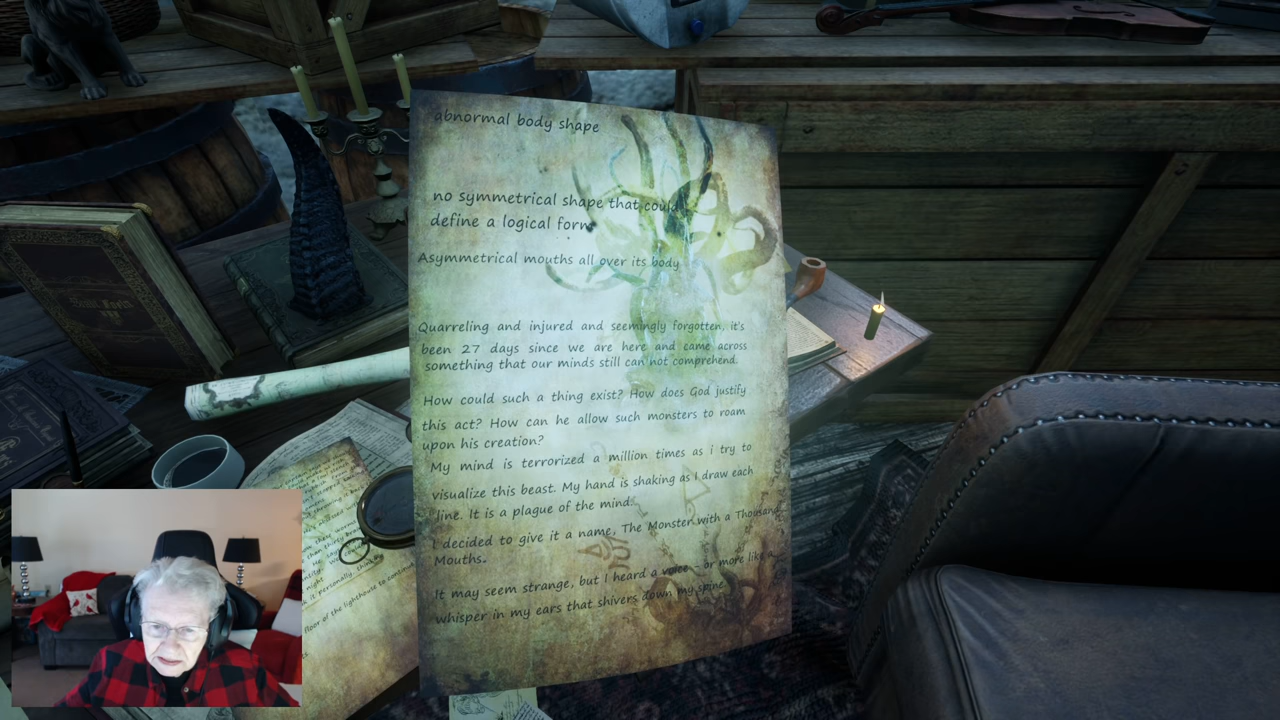 abnormal body shape
no symmetrical shape that could
define a logical form
Asymmetrical mouths all over its body
Quarreling and injured and seemingly forgotten, it's
been 27 days since we are here and came across
something that our minds still can not comprehend.
How could such a thing exist? How does God justify
this act? How can he allow such monsters to roam
upon his creation?
My mind is terrorized a million times as i try to
visualize this beast. My hand is shaking as I draw each
line. It is a plague of the mind.
I decided to give it a name, The Monster with a Thousand
Mouths.
It may seem strange, but I heard a voice - or more like a
whisper in my ears that shivers down my spine
floor of the lighthouse to continue